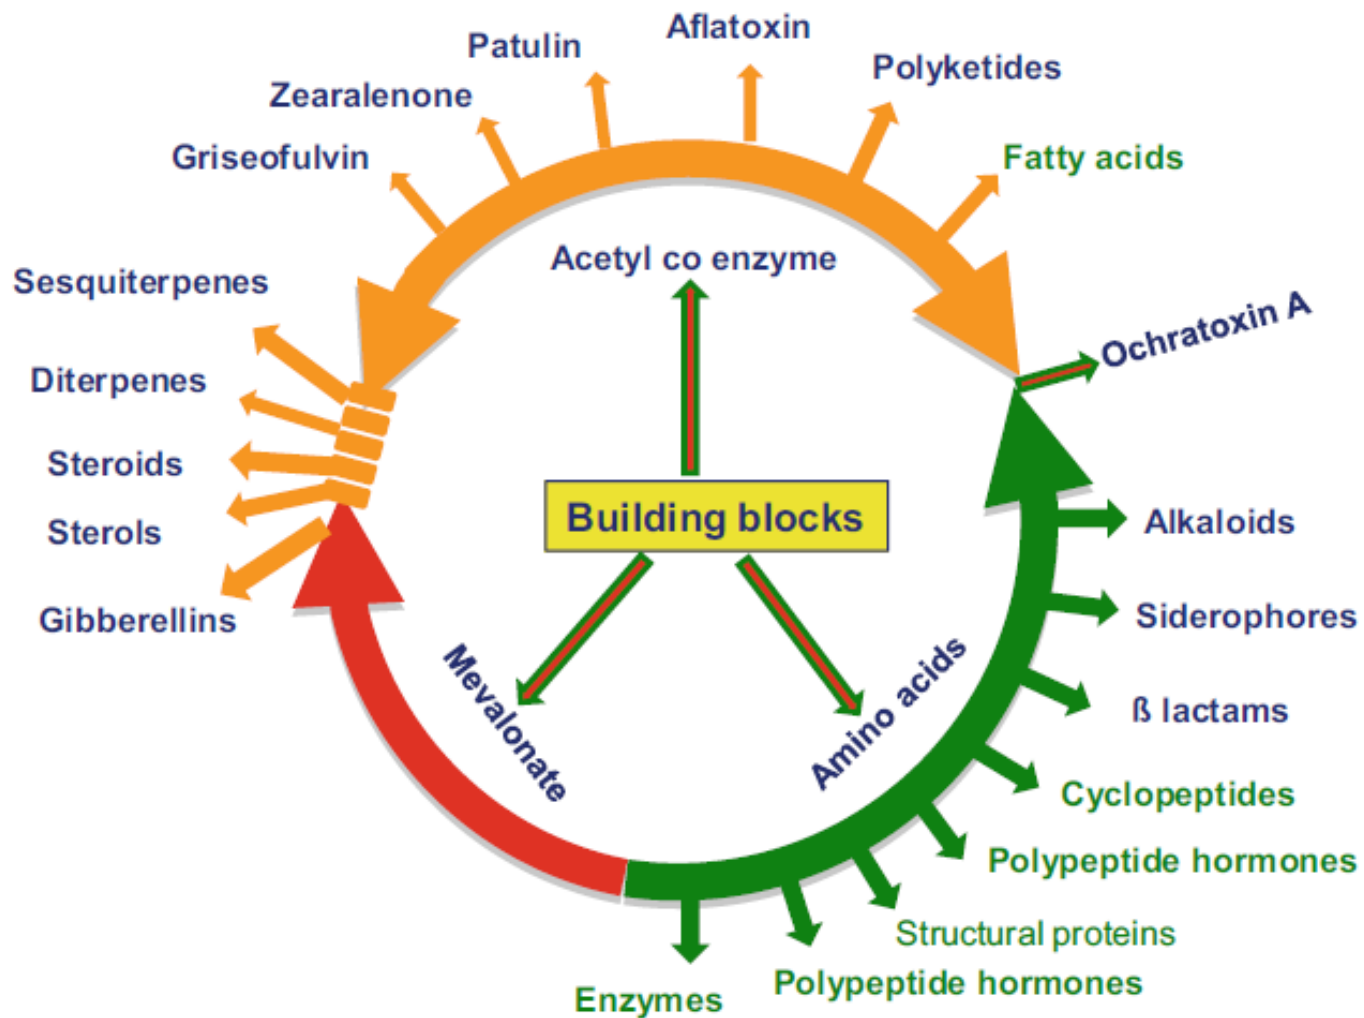 Aflatoxin
Patulin
Polyketides
Zearalenone
Griseofulvin
Fatty acids
Acetyl co enzyme
Sesquiterpenes
Ochratoxin A
Diterpenes
Steroids
Building blocks
Alkaloids
Sterols
Siderophores
Gibberellins
Mevalonate
Amino acids
ß lactams
Cyclopeptides
Polypeptide hormones
Structural proteins
Polypeptide hormones
Enzymes